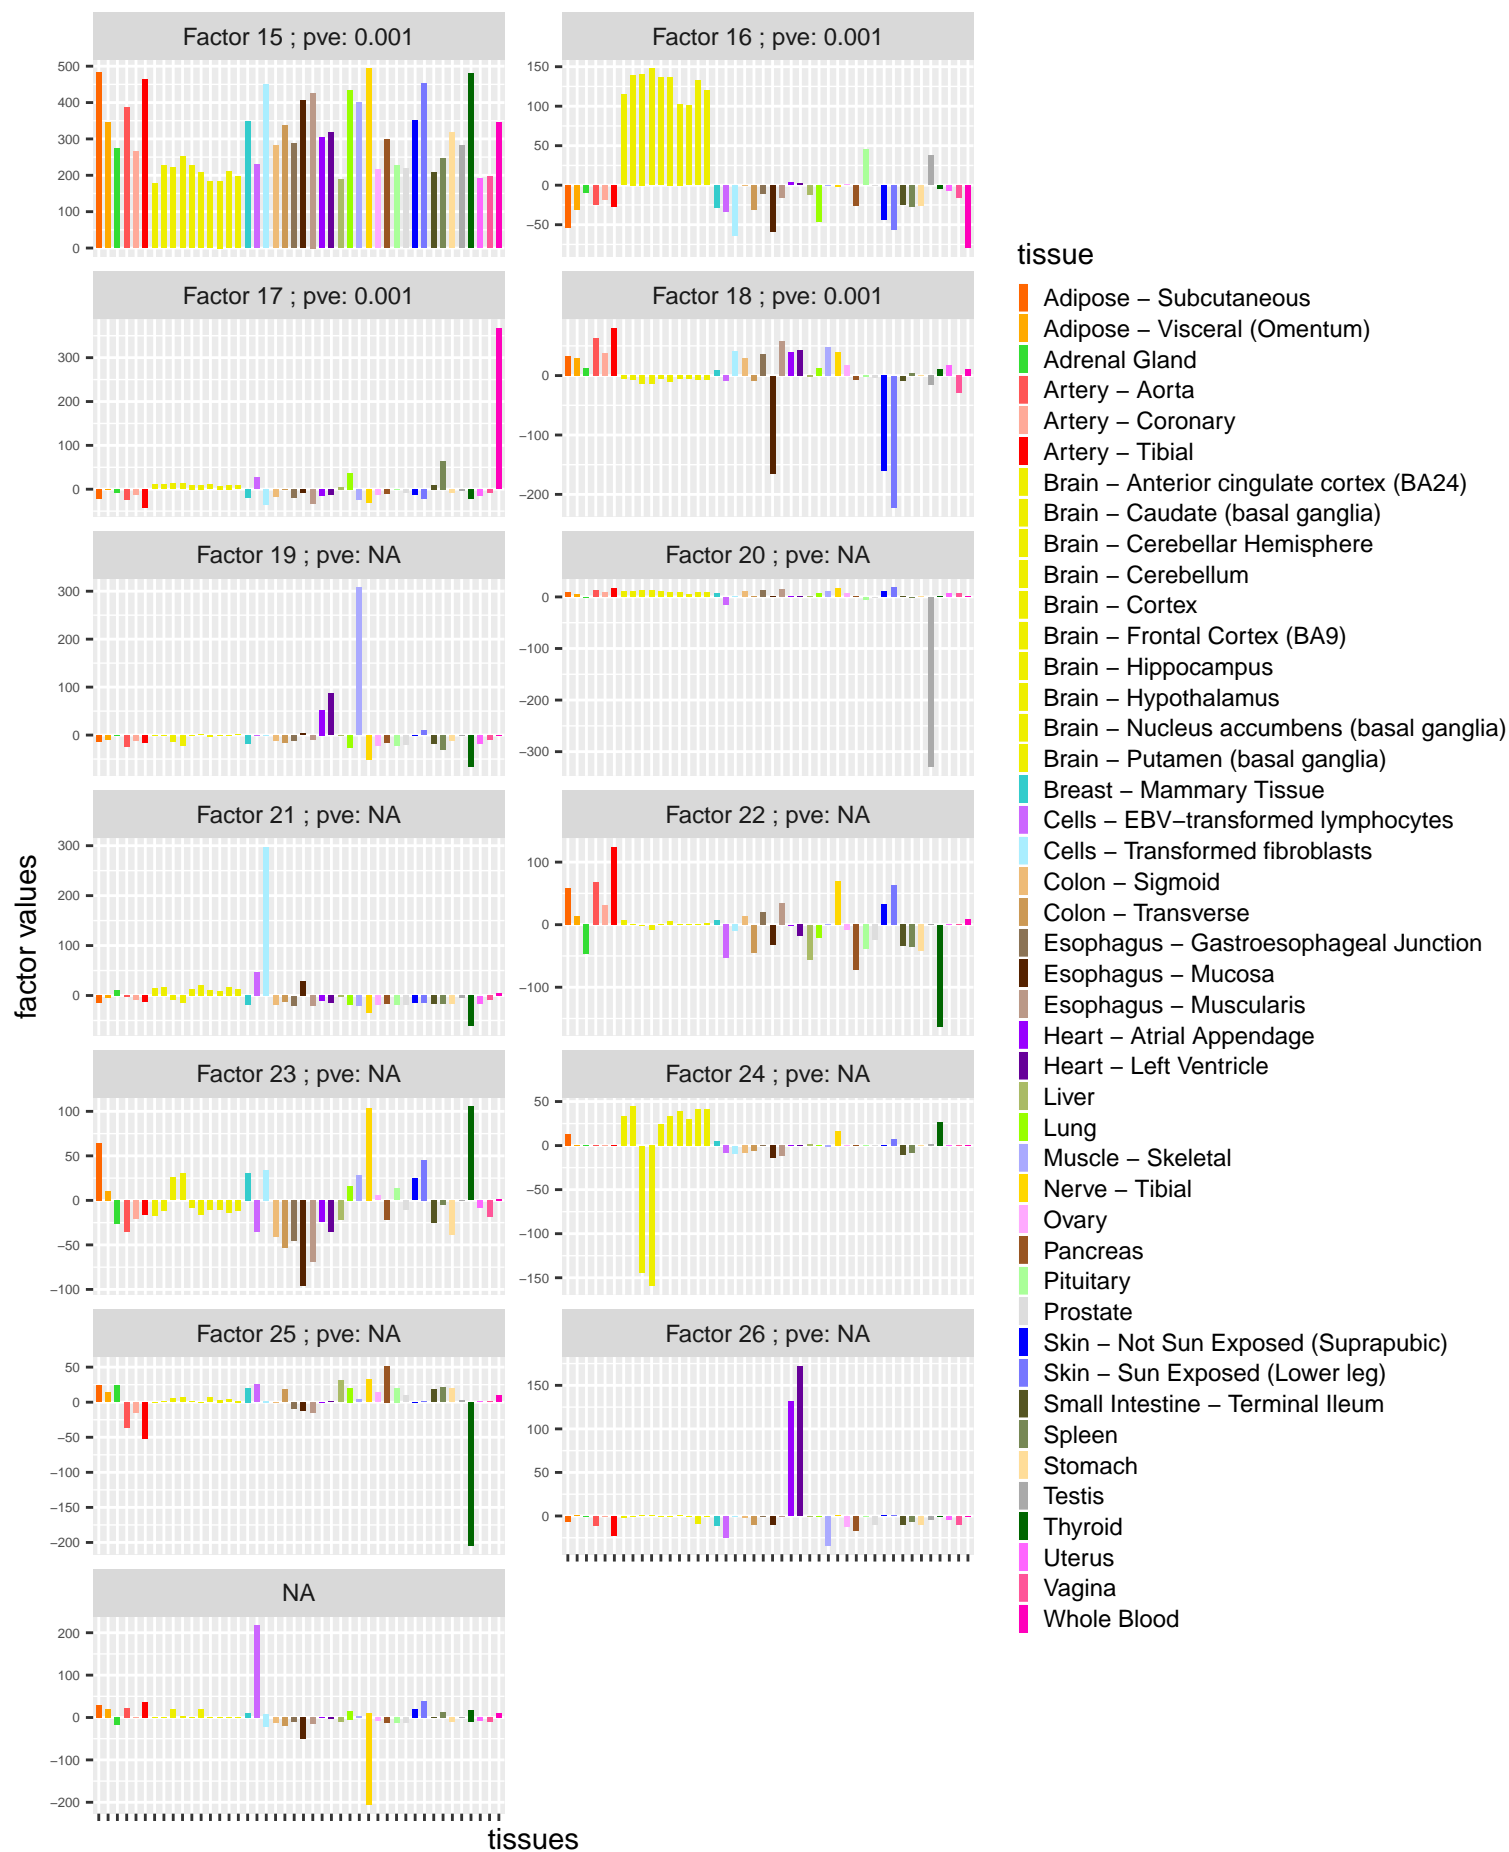 Factor 15 ; pve: 0.001
Factor 16 ; pve: 0.001
500
400
300
200
100
0
150
100
50
0
−50
Factor 17 ; pve: 0.001
Factor 18 ; pve: 0.001
300
200
100
0
0
−100
−200
Factor 19 ; pve: NA
Factor 20 ; pve: NA
300
200
100
0
0
−100
−200
−300
Factor 21 ; pve: NA
Factor 22 ; pve: NA
300
200
100
0
100
0
−100
Factor 23 ; pve: NA
Factor 24 ; pve: NA
100
50
0
−50
−100
50
0
−50
−100
−150
Factor 25 ; pve: NA
Factor 26 ; pve: NA
50
0
−50
−100
−150
−200
150
100
50
0
NA
200
100
0
−100
−200
factor values
tissues
tissue
Adipose − Subcutaneous
Adipose − Visceral (Omentum)
Adrenal Gland
Artery − Aorta
Artery − Coronary
Artery − Tibial
Brain − Anterior cingulate cortex (BA24)
Brain − Caudate (basal ganglia)
Brain − Cerebellar Hemisphere
Brain − Cerebellum
Brain − Cortex
Brain − Frontal Cortex (BA9)
Brain − Hippocampus
Brain − Hypothalamus
Brain − Nucleus accumbens (basal ganglia)
Brain − Putamen (basal ganglia)
Breast − Mammary Tissue
Cells − EBV−transformed lymphocytes
Cells − Transformed fibroblasts
Colon − Sigmoid
Colon − Transverse
Esophagus − Gastroesophageal Junction
Esophagus − Mucosa
Esophagus − Muscularis
Heart − Atrial Appendage
Heart − Left Ventricle
Liver
Lung
Muscle − Skeletal
Nerve − Tibial
Ovary
Pancreas
Pituitary
Prostate
Skin − Not Sun Exposed (Suprapubic)
Skin − Sun Exposed (Lower leg)
Small Intestine − Terminal Ileum
Spleen
Stomach
Testis
Thyroid
Uterus
Vagina
Whole Blood